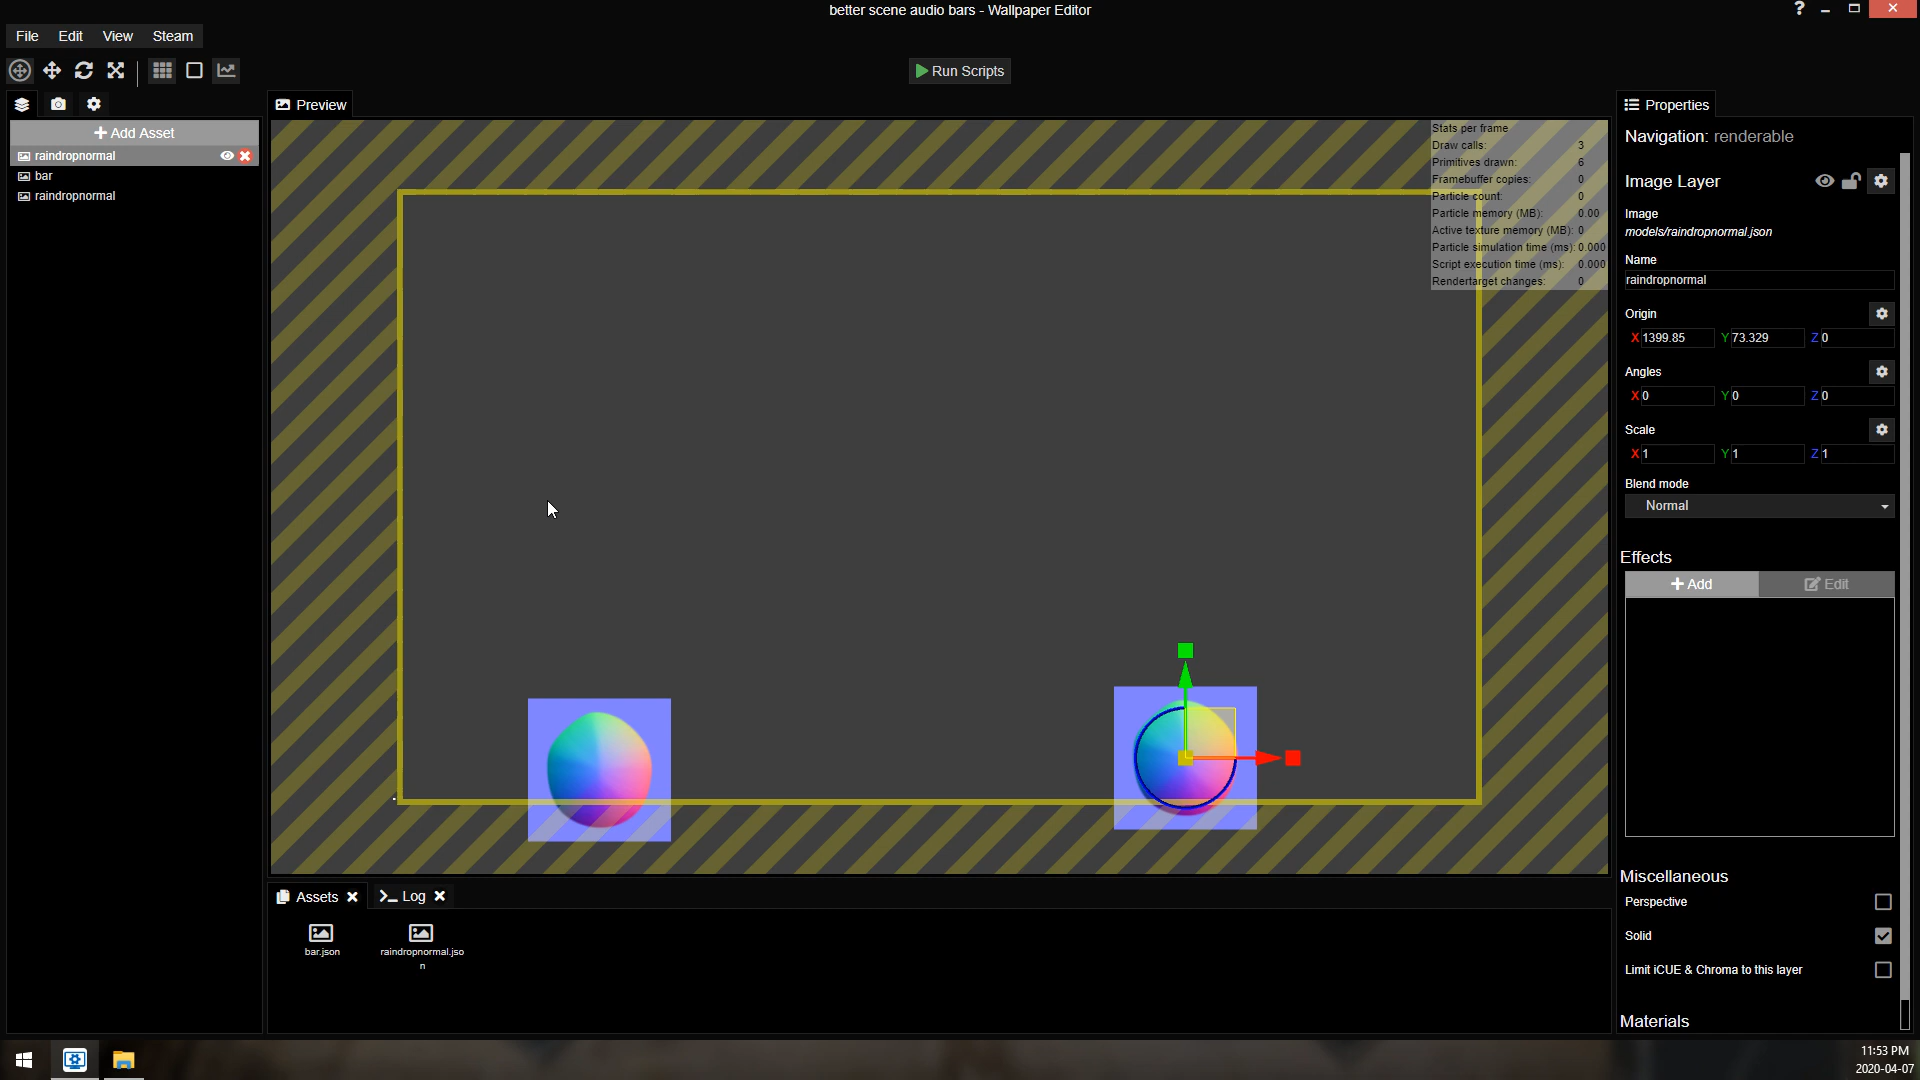 better scene audio bars - Wallpaper Editor
?
File Edit View Steam
Run Scripts
Add Asset
raindropnormal
bar
raindropnormal
Preview
Stats per frame
Draw calls: 3
Primitives drawn: 6
Framebuffer copies: 0
Particle count: 0
Particle memory (MB): 0.00
Active texture memory (MB): 0
Particle simulation time (ms): 0.000
Script execution time (ms): 0.000
Rendertarget changes: 0
Assets
Log
bar.json
raindropnormal.jso
n
Properties
Navigation: renderable
Image Layer
Image
models/raindropnormal.json
Name
raindropnormal
Origin
X 1399.85 Y 73.329 Z 0
Angles
X 0 Y 0 Z 0
Scale
X 1 Y 1 Z 1
Blend mode
Normal
Effects
Add Edit
Miscellaneous
Perspective
Solid
Limit iCUE & Chroma to this layer
Materials
11:53 PM
2020-04-07